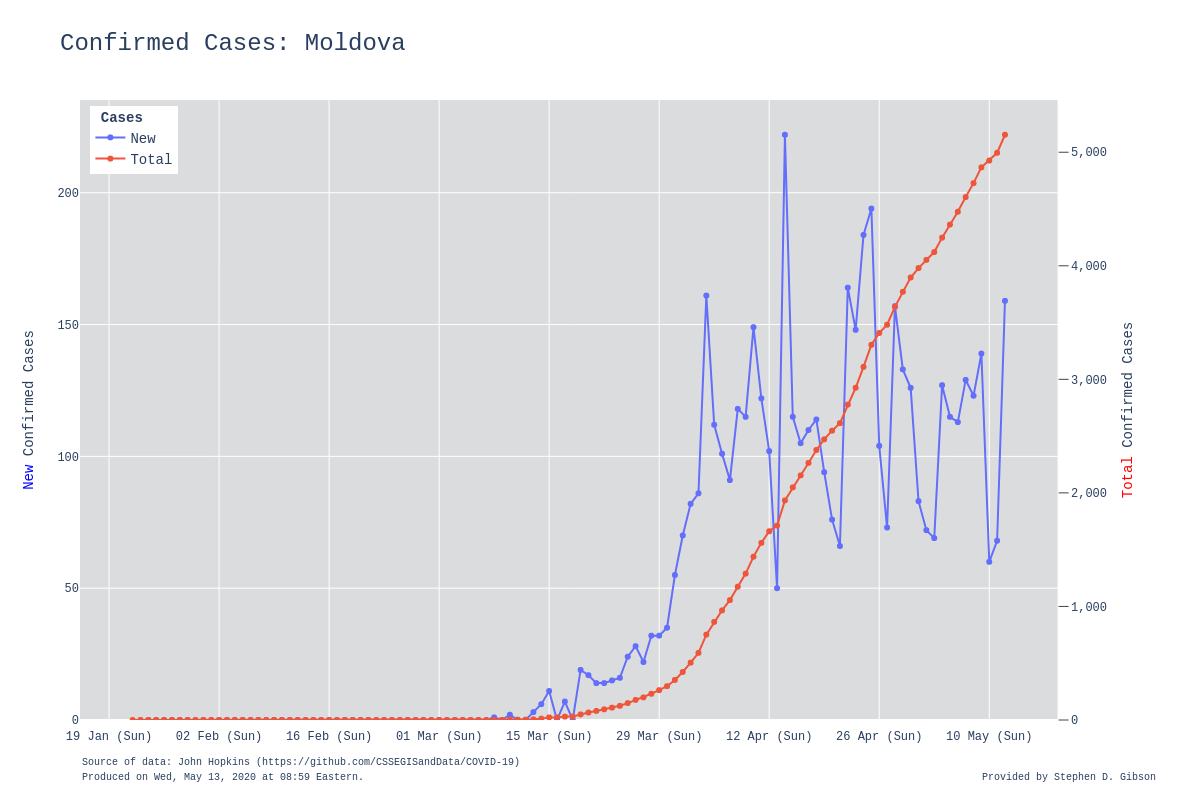 Confirmed Cases: Moldova
Cases
New
Total
200
150
100
50
0
5,000
4,000
3,000
2,000
1,000
0
New Confirmed Cases
Total Confirmed Cases
19 Jan (Sun)
02 Feb (Sun)
16 Feb (Sun)
01 Mar (Sun)
15 Mar (Sun)
29 Mar (Sun)
12 Apr (Sun)
26 Apr (Sun)
10 May (Sun)
Source of data: John Hopkins (https://github.com/CSSEGISandData/COVID-19)
Produced on Wed, May 13, 2020 at 08:59 Eastern.
Provided by Stephen D. Gibson